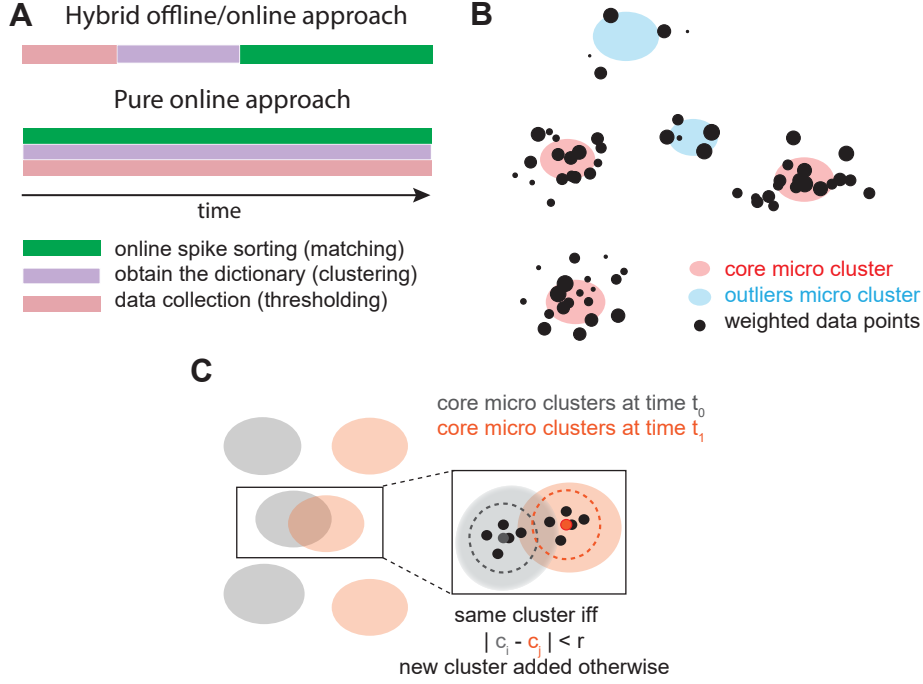 A
Hybrid offline/online approach
Pure online approach
time
online spike sorting (matching)
obtain the dictionary (clustering)
data collection (thresholding)
B
core micro cluster
outliers micro cluster
weighted data points
C
core micro clusters at time t₀
core micro clusters at time t₁
same cluster iff
| cᵢ - cⱼ | < r
new cluster added otherwise